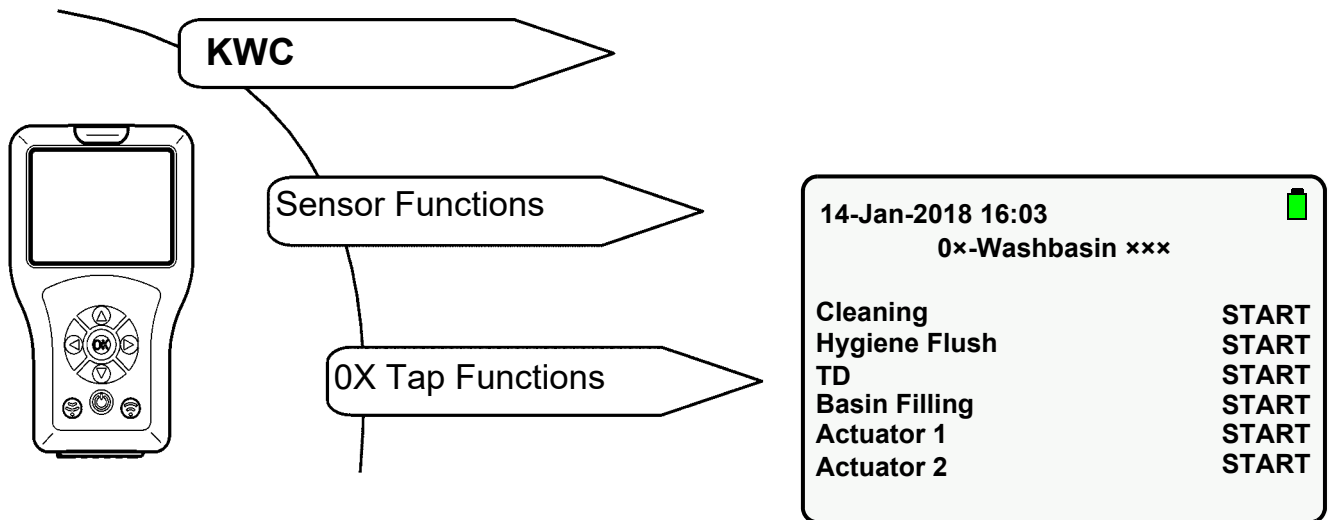 KWC
Sensor Functions
0X Tap Functions
OK
14-Jan-2018 16:03
0×-Washbasin ×××
Cleaning START
Hygiene Flush START
TD START
Basin Filling START
Actuator 1 START
Actuator 2 START